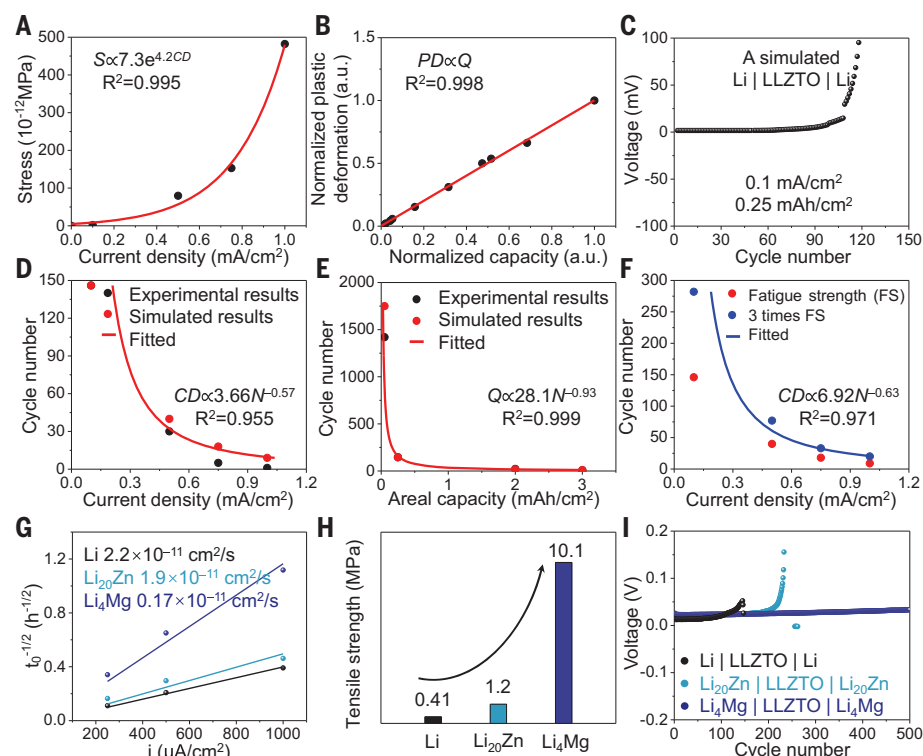 A
S∝7.3e^4.2CD
R²=0.995
Stress (10⁻¹²MPa)
500
400
300
200
100
0
0.0 0.2 0.4 0.6 0.8 1.0
Current density (mA/cm²)
B
PD∝Q
R²=0.998
Normalized plastic
deformation (a.u.)
1.5
1.0
0.5
0.0
0.0 0.2 0.4 0.6 0.8 1.0
Normalized capacity (a.u.)
C
A simulated
Li | LLZTO | Li
0.1 mA/cm²
0.25 mAh/cm²
Voltage (mV)
100
50
0
-50
-100
0 30 60 90 120 150
Cycle number
D
Experimental results
Simulated results
Fitted
CD∝3.66N⁻⁰·⁵⁷
R²=0.955
Cycle number
150
120
90
60
30
0
0.0 0.3 0.6 0.9 1.2
Current density (mA/cm²)
E
Experimental results
Simulated results
Fitted
Q∝28.1N⁻⁰·⁹³
R²=0.999
Cycle number
2000
1500
1000
500
0
0 1 2 3
Areal capacity (mAh/cm²)
F
Fatigue strength (FS)
3 times FS
Fitted
CD∝6.92N⁻⁰·⁶³
R²=0.971
Cycle number
300
250
200
150
100
50
0
0.0 0.3 0.6 0.9 1.2
Current density (mA/cm²)
G
Li 2.2×10⁻¹¹ cm²/s
Li₂₀Zn 1.9×10⁻¹¹ cm²/s
Li₄Mg 0.17×10⁻¹¹ cm²/s
t₀^-1/2 (h^-1/2)
1.2
0.8
0.4
0.0
200 400 600 800 1000
j (uA/cm²)
H
Tensile strength (MPa)
0.41
1.2
10.1
Li Li₂₀Zn Li₄Mg
I
Voltage (V)
0.2
0.1
0.0
-0.1
-0.2
Li | LLZTO | Li
Li₂₀Zn | LLZTO | Li₂₀Zn
Li₄Mg | LLZTO | Li₄Mg
0 100 200 300 400 500
Cycle number